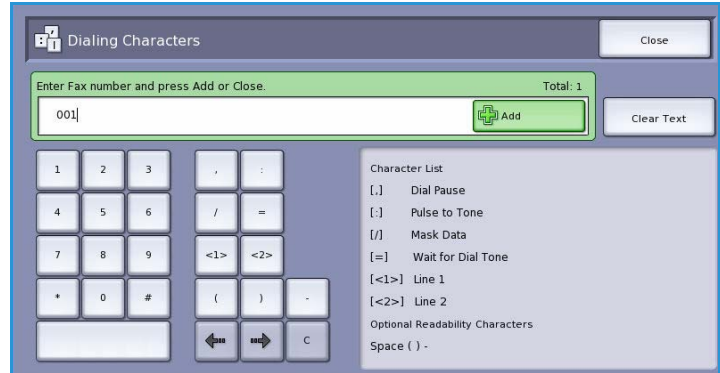 Dialing Characters
Close
Enter Fax number and press Add or Close.
Total: 1
001
Add
Clear Text
1 2 3 , :
4 5 6 / =
7 8 9 <1> <2>
* 0 # ( ) -
C
Character List
[,] Dial Pause
[:] Pulse to Tone
[/] Mask Data
[=] Wait for Dial Tone
[<1>] Line 1
[<2>] Line 2
Optional Readability Characters
Space ( ) -